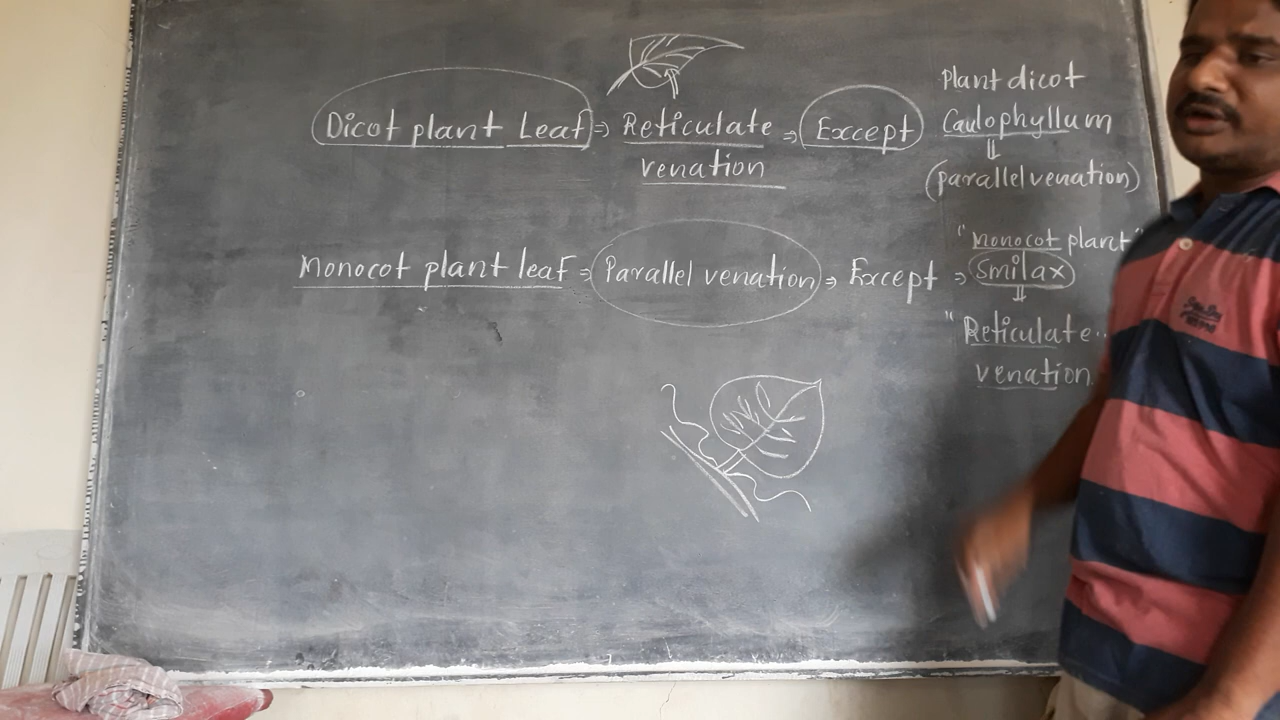 Dicot plant Leaf ⇒ Reticulate venation ⇒ Except
Plant dicot
Caulophyllum
⇓
(parallel venation)
Monocot plant leaf ⇒ Parallel venation ⇒ Except ⇒
"Monocot plant"
Smilax
⇓
"Reticulate..
venation